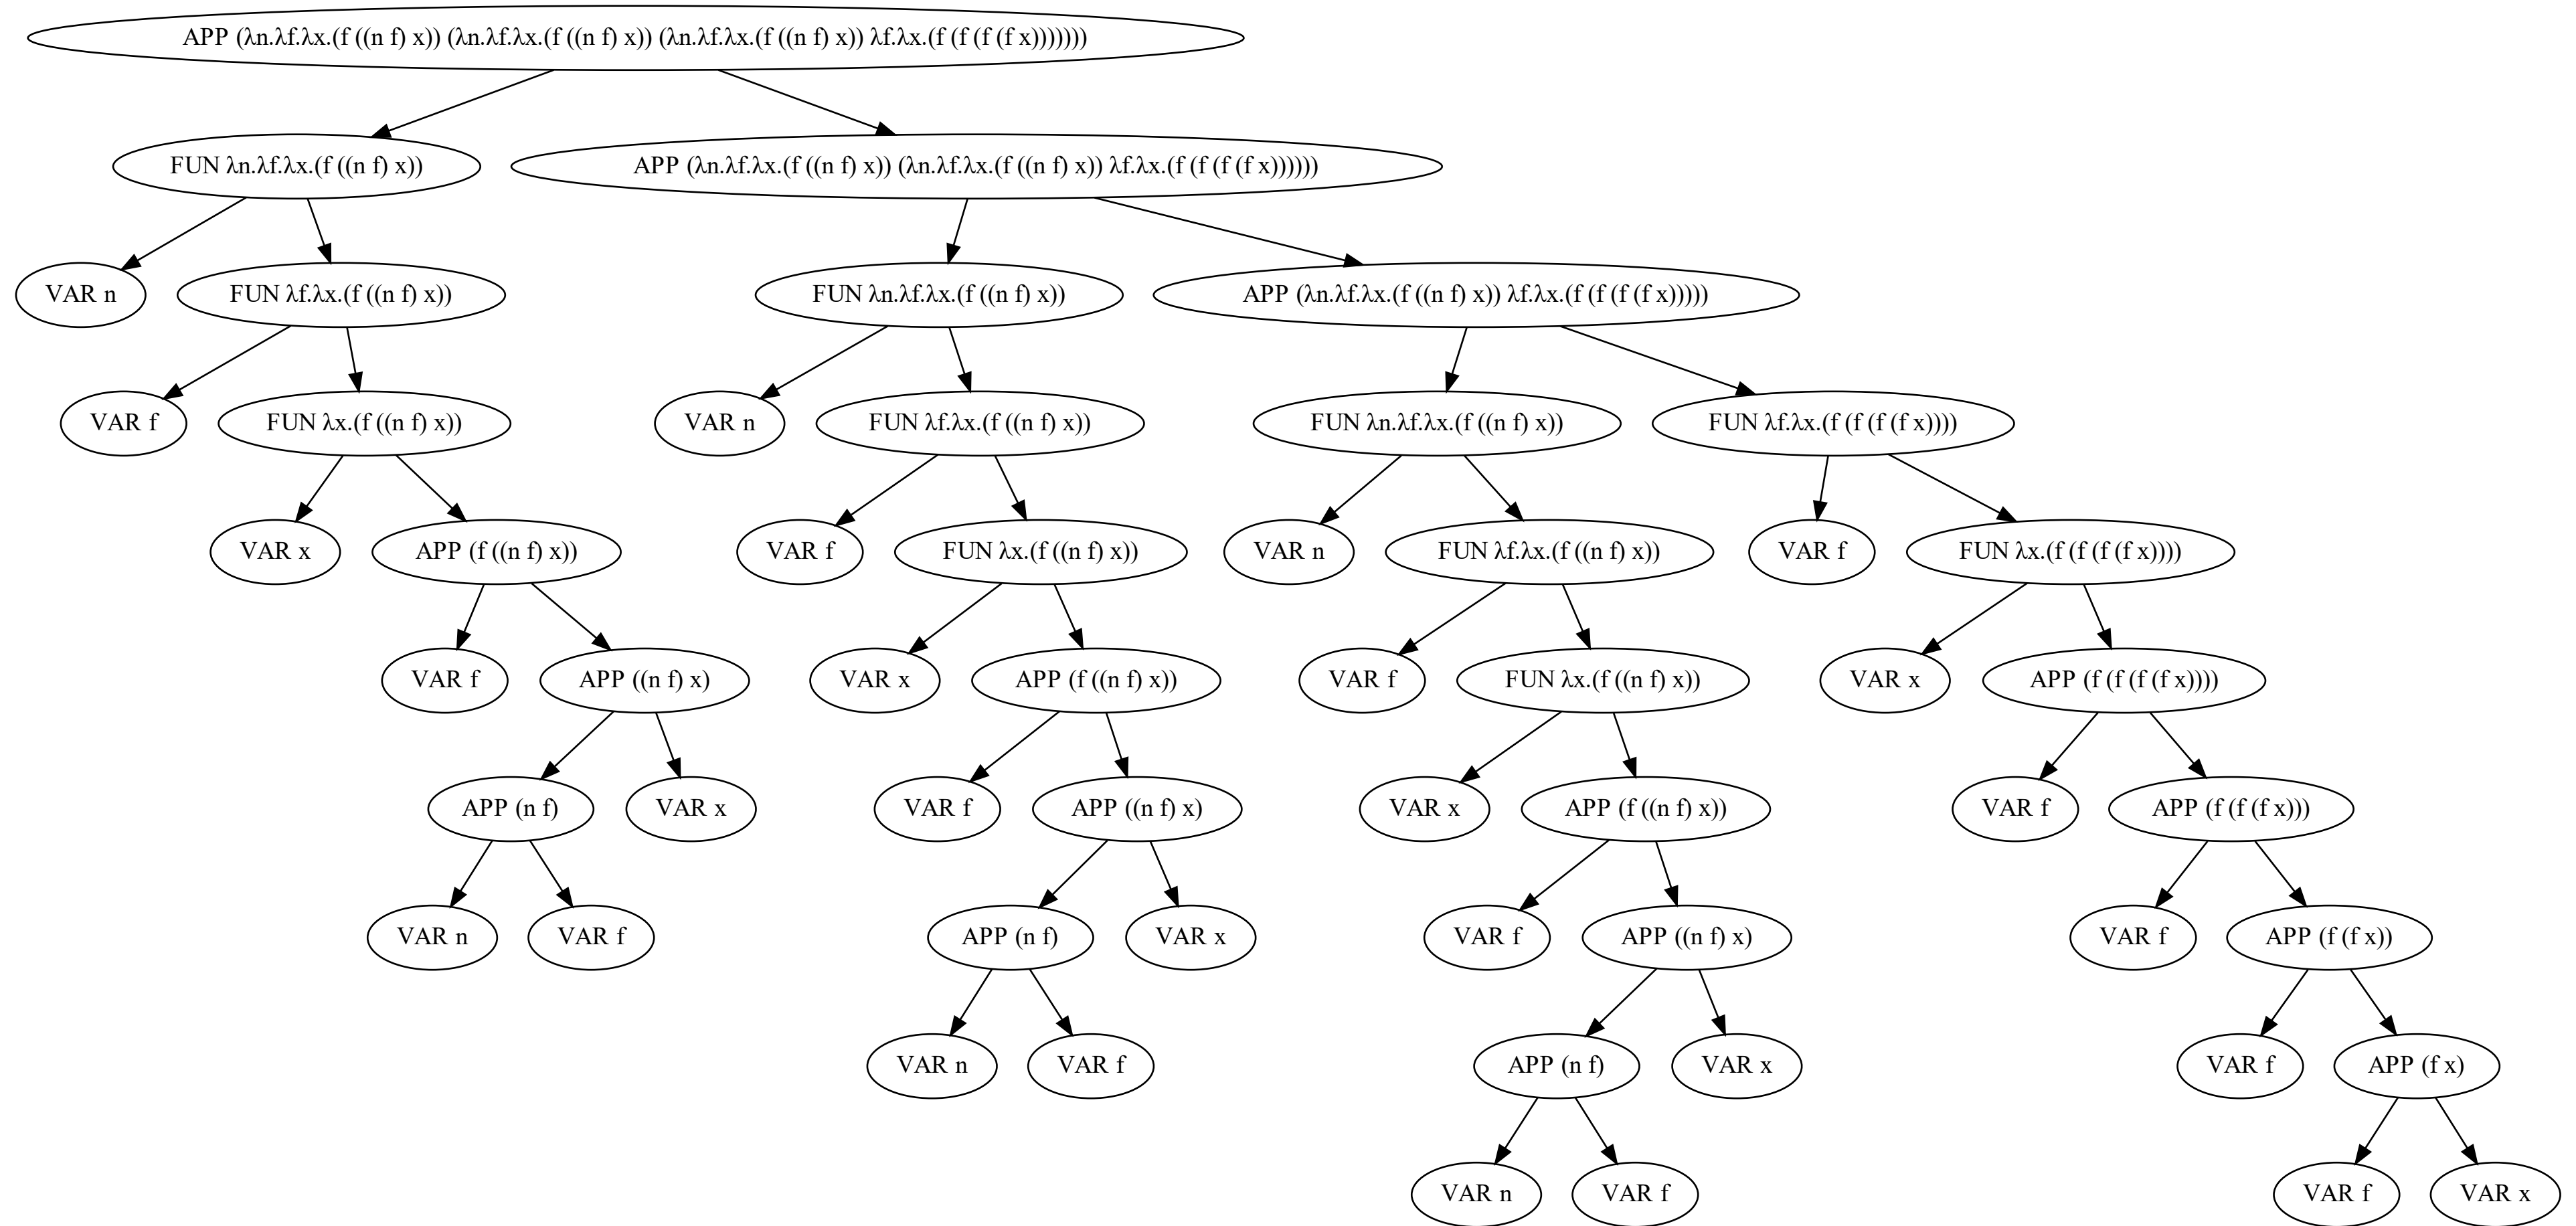 APP (λn.λf.λx.(f ((n f) x)) (λn.λf.λx.(f ((n f) x)) (λn.λf.λx.(f ((n f) x)) λf.λx.(f (f (f (f x)))))))
FUN λn.λf.λx.(f ((n f) x))
APP (λn.λf.λx.(f ((n f) x)) (λn.λf.λx.(f ((n f) x)) λf.λx.(f (f (f (f x))))))
VAR n
FUN λf.λx.(f ((n f) x))
FUN λn.λf.λx.(f ((n f) x))
APP (λn.λf.λx.(f ((n f) x)) λf.λx.(f (f (f (f x)))))
VAR f
FUN λx.(f ((n f) x))
VAR n
FUN λf.λx.(f ((n f) x))
FUN λn.λf.λx.(f ((n f) x))
FUN λf.λx.(f (f (f (f x))))
VAR x
APP (f ((n f) x))
VAR f
FUN λx.(f ((n f) x))
VAR n
FUN λf.λx.(f ((n f) x))
VAR f
FUN λx.(f (f (f (f x))))
VAR f
APP ((n f) x)
VAR x
APP (f ((n f) x))
VAR f
FUN λx.(f ((n f) x))
VAR x
APP (f (f (f (f x))))
APP (n f)
VAR x
VAR f
APP ((n f) x)
VAR x
APP (f ((n f) x))
VAR f
APP (f (f (f x)))
VAR n
VAR f
APP (n f)
VAR x
VAR f
APP ((n f) x)
VAR f
APP (f (f x))
VAR n
VAR f
APP (n f)
VAR x
VAR f
APP (f x)
VAR n
VAR f
VAR f
VAR x